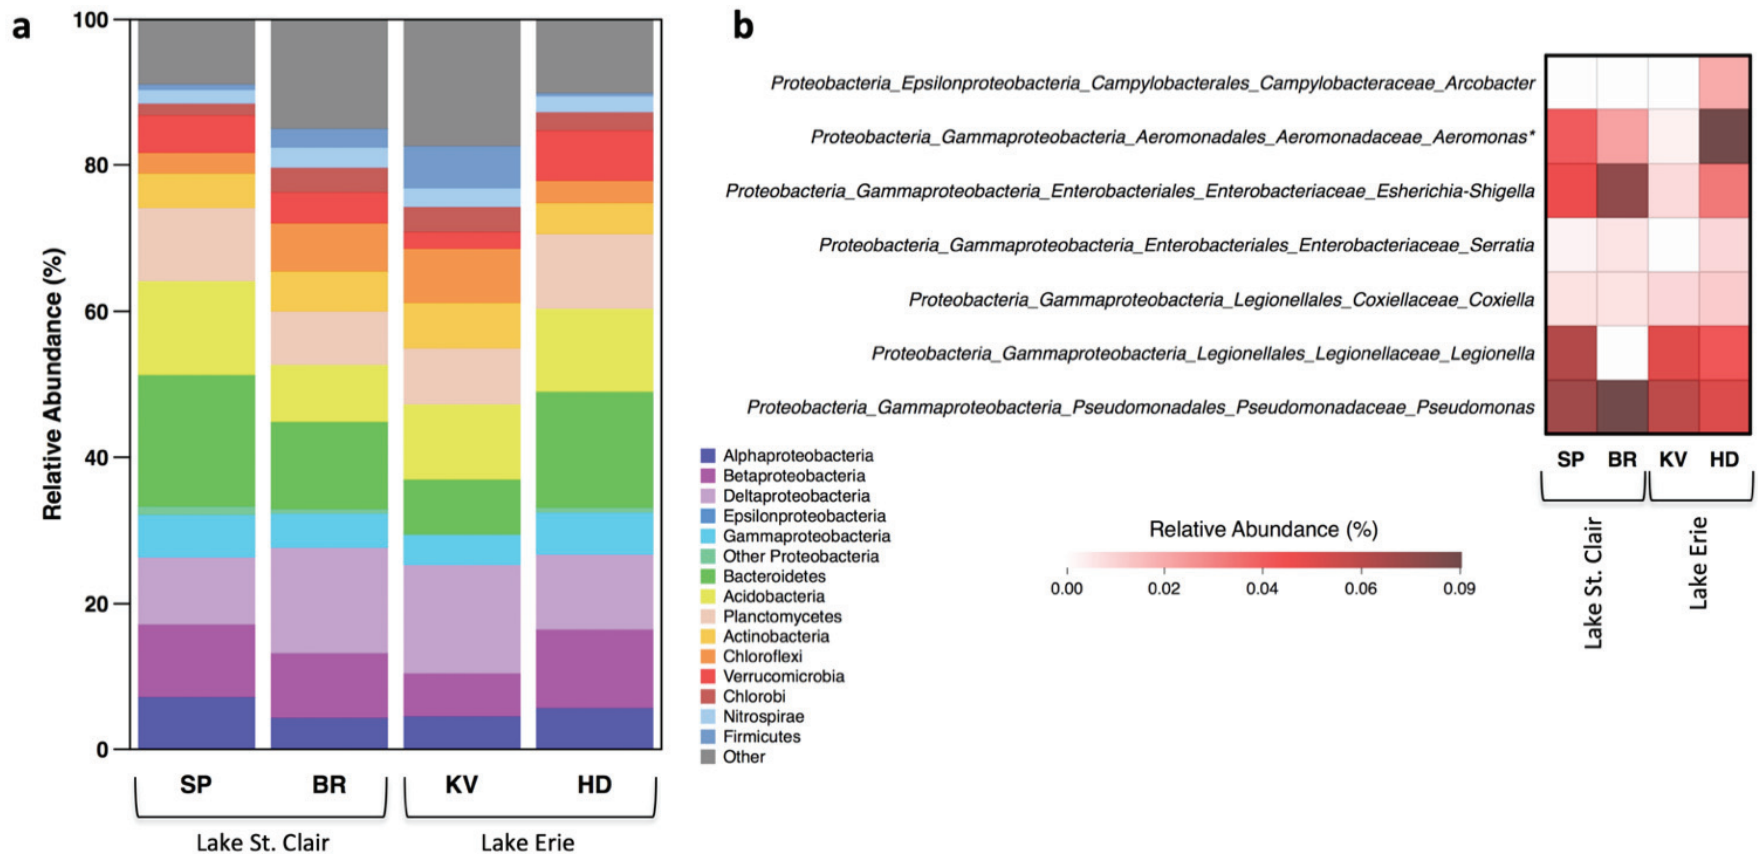 a
100
80
60
40
20
0
Relative Abundance (%)
SP BR KV HD
Lake St. Clair Lake Erie
Alphaproteobacteria
Betaproteobacteria
Deltaproteobacteria
Epsilonproteobacteria
Gammaproteobacteria
Other Proteobacteria
Bacteroidetes
Acidobacteria
Planctomycetes
Actinobacteria
Chloroflexi
Verrucomicrobia
Chlorobi
Nitrospirae
Firmicutes
Other
b
Proteobacteria_Epsilonproteobacteria_Campylobacterales_Campylobacteraceae_Arcobacter
Proteobacteria_Gammaproteobacteria_Aeromonadales_Aeromonadaceae_Aeromonas*
Proteobacteria_Gammaproteobacteria_Enterobacteriales_Enterobacteriaceae_Esherichia-Shigella
Proteobacteria_Gammaproteobacteria_Enterobacteriales_Enterobacteriaceae_Serratia
Proteobacteria_Gammaproteobacteria_Legionellales_Coxiellaceae_Coxiella
Proteobacteria_Gammaproteobacteria_Legionellales_Legionellaceae_Legionella
Proteobacteria_Gammaproteobacteria_Pseudomonadales_Pseudomonadaceae_Pseudomonas
SP BR KV HD
Lake St. Clair
Lake Erie
Relative Abundance (%)
0.00 0.02 0.04 0.06 0.09